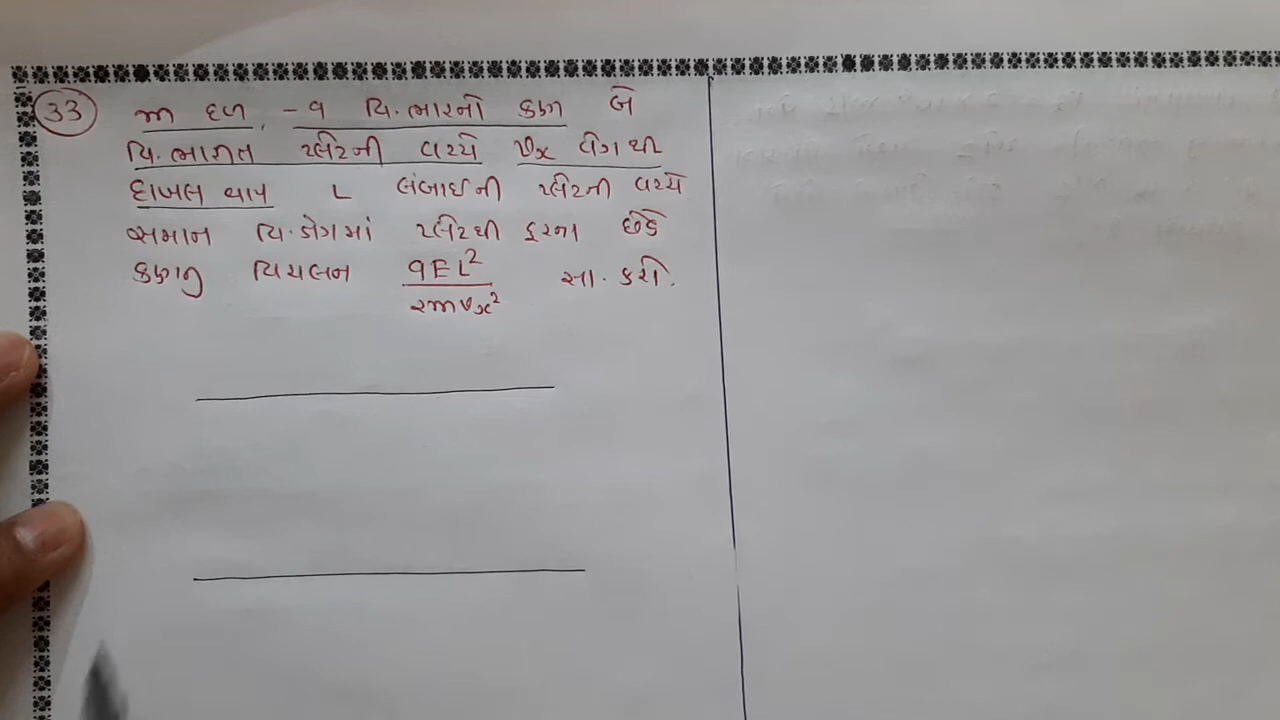 33 m દળ, -q વિ.ભારનો કણ બે
વિ.ભારીત પ્લેટની વચ્ચે vx વેગથી
દાખલ થાય L લંબાઈની પ્લેટની વચ્ચે
સમાન વિ.ક્ષેત્રમાં પ્લેટથી દૂરના છેડે
કણનું વિચલન qEL²
2mvx² સા. કરો.